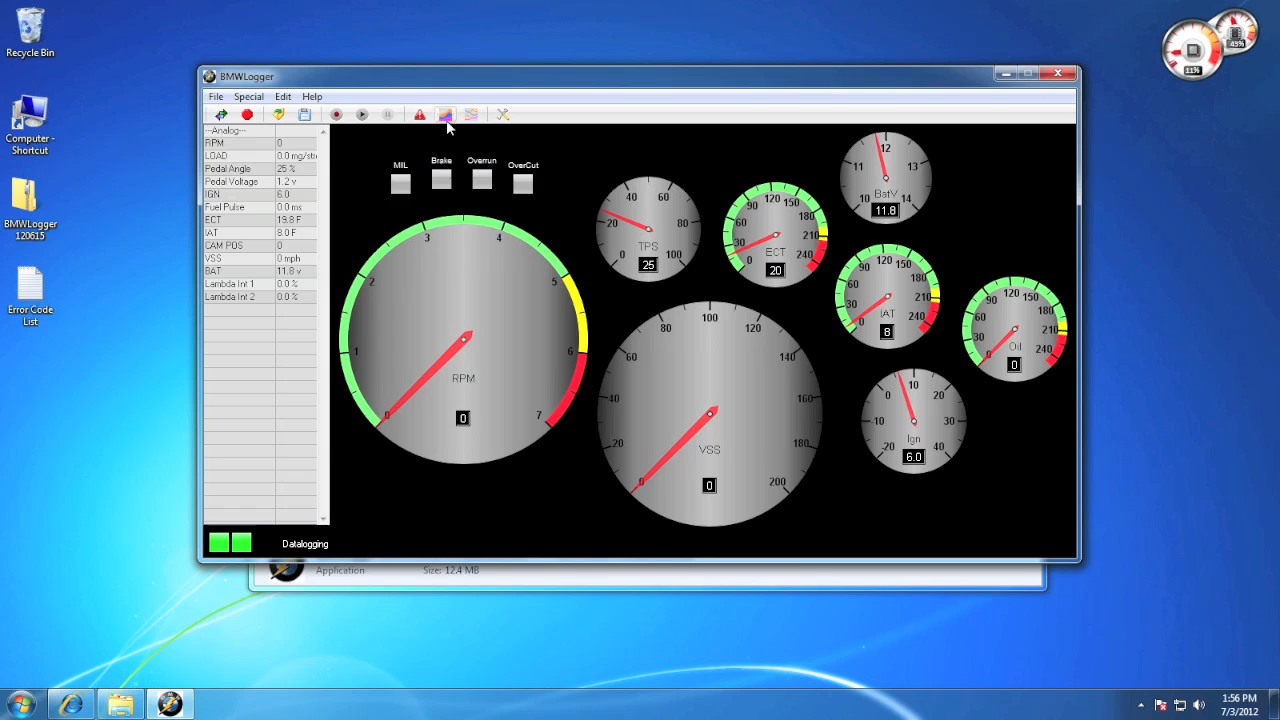 Recycle Bin
Computer - Shortcut
BMWLogger 120615
Error Code List
43%
11%
BMWLogger
File Special Edit Help
---Analog---
RPM 0
LOAD 0.0 mg/str
Pedal Angle 25 %
Pedal Voltage 1.2 v
IGN 6.0
Fuel Pulse 0.0 ms
ECT 19.8 F
IAT 8.0 F
CAM POS 0
VSS 0 mph
BAT 11.8 v
Lambda Int 1 0.0 %
Lambda Int 2 0.0 %
MIL Brake Overrun OverCut
0 1 2 3 4 5 6 7
RPM
0
0 20 40 60 80 100
TPS
25
0 30 60 90 120 150 180 210 240
ECT
20
10 11 12 13 14
BatV
11.8
0 30 60 90 120 150 180 210 240
IAT
8
0 30 60 90 120 150 180 210 240
Oil
0
0 20 40 60 80 100 120 140 160 180 200
VSS
0
-20 -10 0 10 20 30 40
Ign
6.0
Datalogging
Application Size: 12.4 MB
1:56 PM
7/3/2012